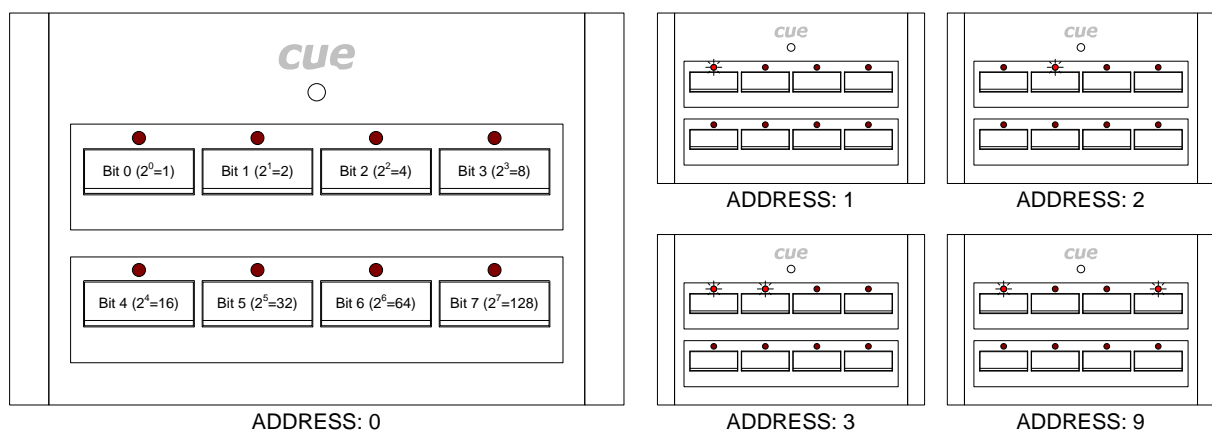 cue
Bit 0 (2⁰=1) Bit 1 (2¹=2) Bit 2 (2²=4) Bit 3 (2³=8)
Bit 4 (2⁴=16) Bit 5 (2⁵=32) Bit 6 (2⁶=64) Bit 7 (2⁷=128)
ADDRESS: 0
cue
ADDRESS: 1
cue
ADDRESS: 2
cue
ADDRESS: 3
cue
ADDRESS: 9